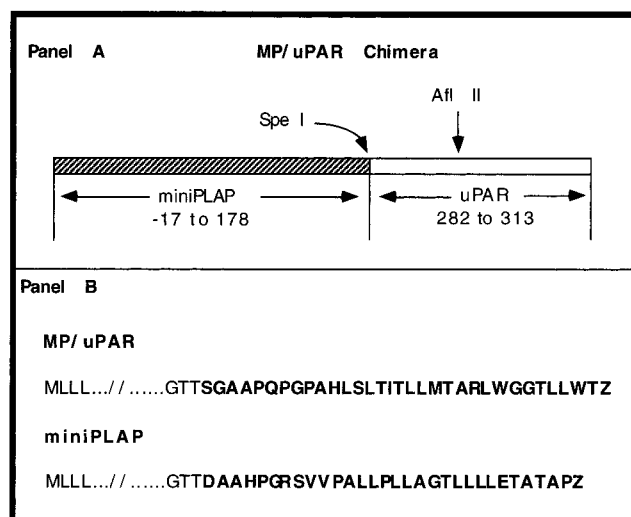 Panel A MP/uPAR Chimera
Afl II
Spe I
miniPLAP uPAR
-17 to 178 282 to 313
Panel B
MP/uPAR
MLLL...//......GTTSGAAPQPGPAHLSLTITLLMTARLWGGTLLWTZ
miniPLAP
MLLL...//......GTTDAAHPGRSVVPALLPLLAGTLLLLETATAPZ